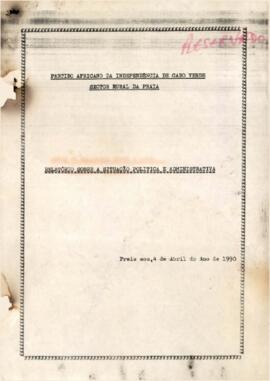 RESERVADO
PARTIDO AFRICANO DA INDEPENDÊNCIA DE CABO VERDE
SECTOR RURAL DA PRAIA
RELATÓRIO SOBRE A SITUAÇÃO POLITICA E ADMINISTRATIVA
Praia aos, 4 de Abril do Ano de 1990